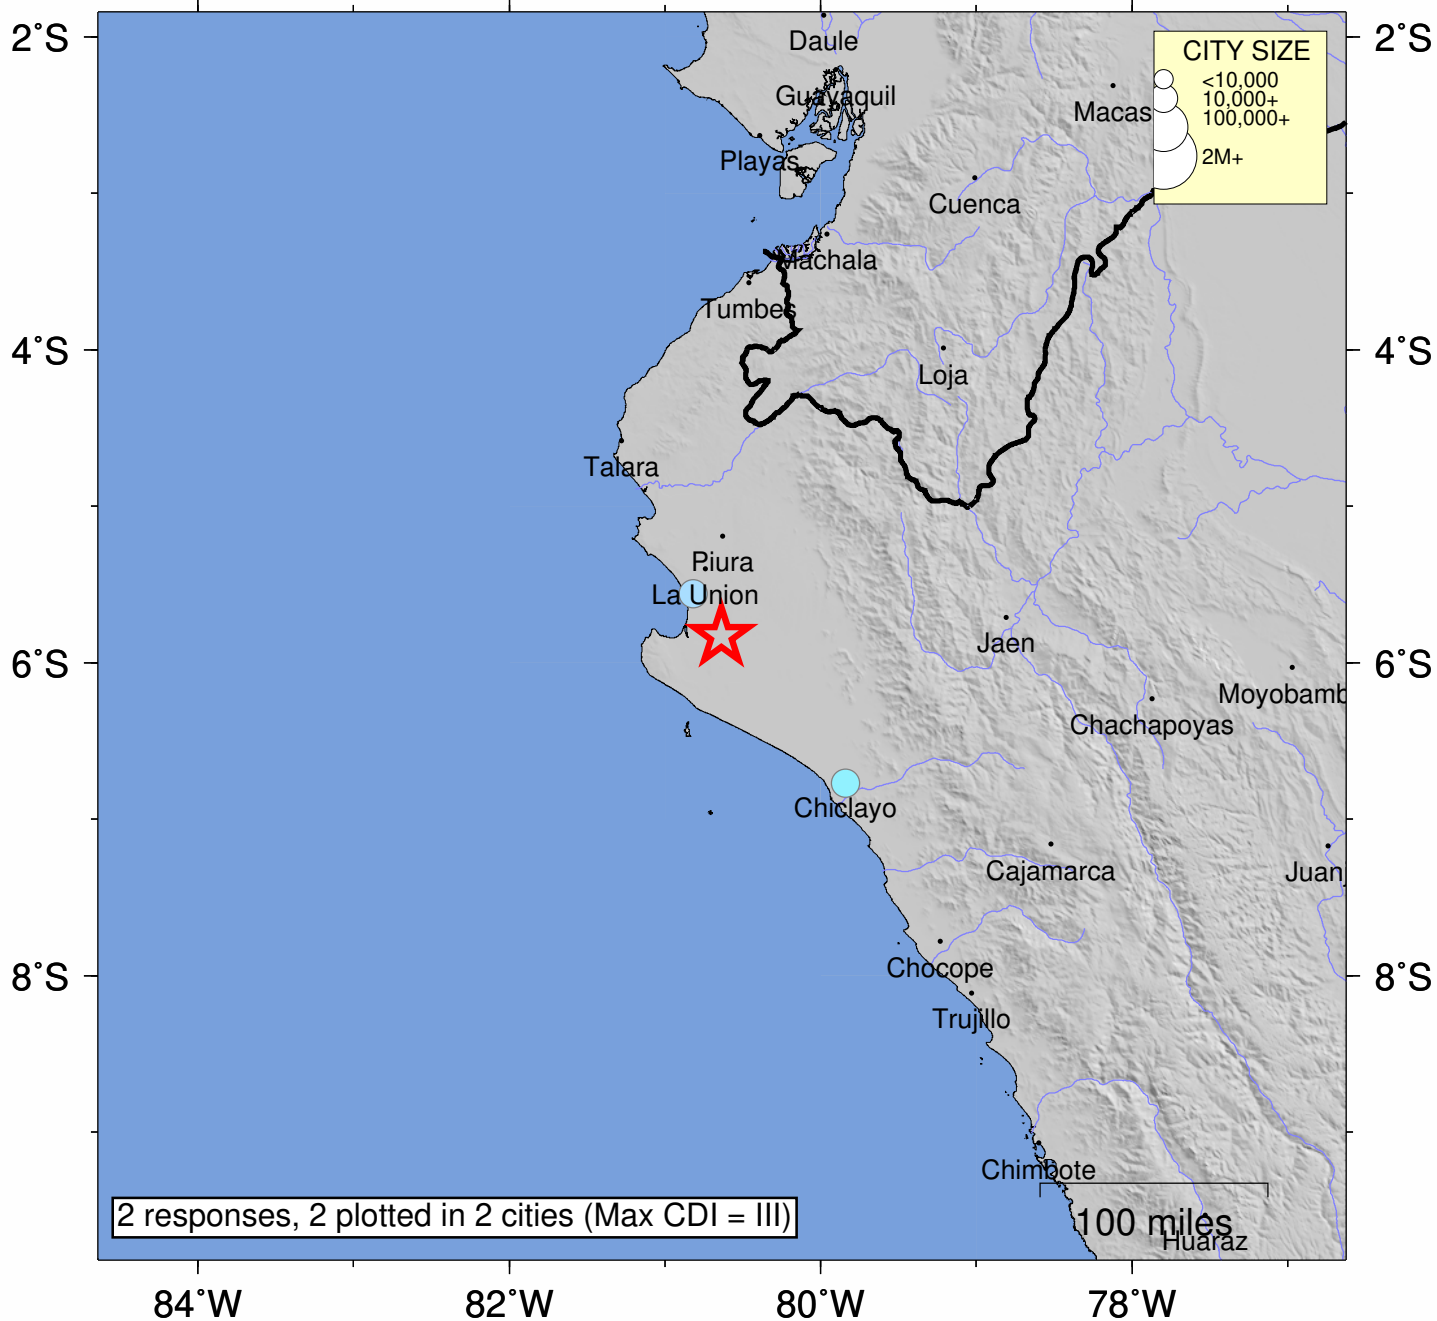 2°S
2°S
Daule
CITY SIZE
<10,000
10,000+
100,000+
2M+
Guayaquil
Macas
Playas
Cuenca
Machala
Tumbes
4°S
4°S
Loja
Talara
Piura
La Union
Jaen
6°S
6°S
Moyobamb
Chachapoyas
Chiclayo
Cajamarca
Juan
Chocope
8°S
8°S
Trujillo
Chimbote
2 responses, 2 plotted in 2 cities (Max CDI = III)
100 miles
Huaraz
84°W
82°W
80°W
78°W